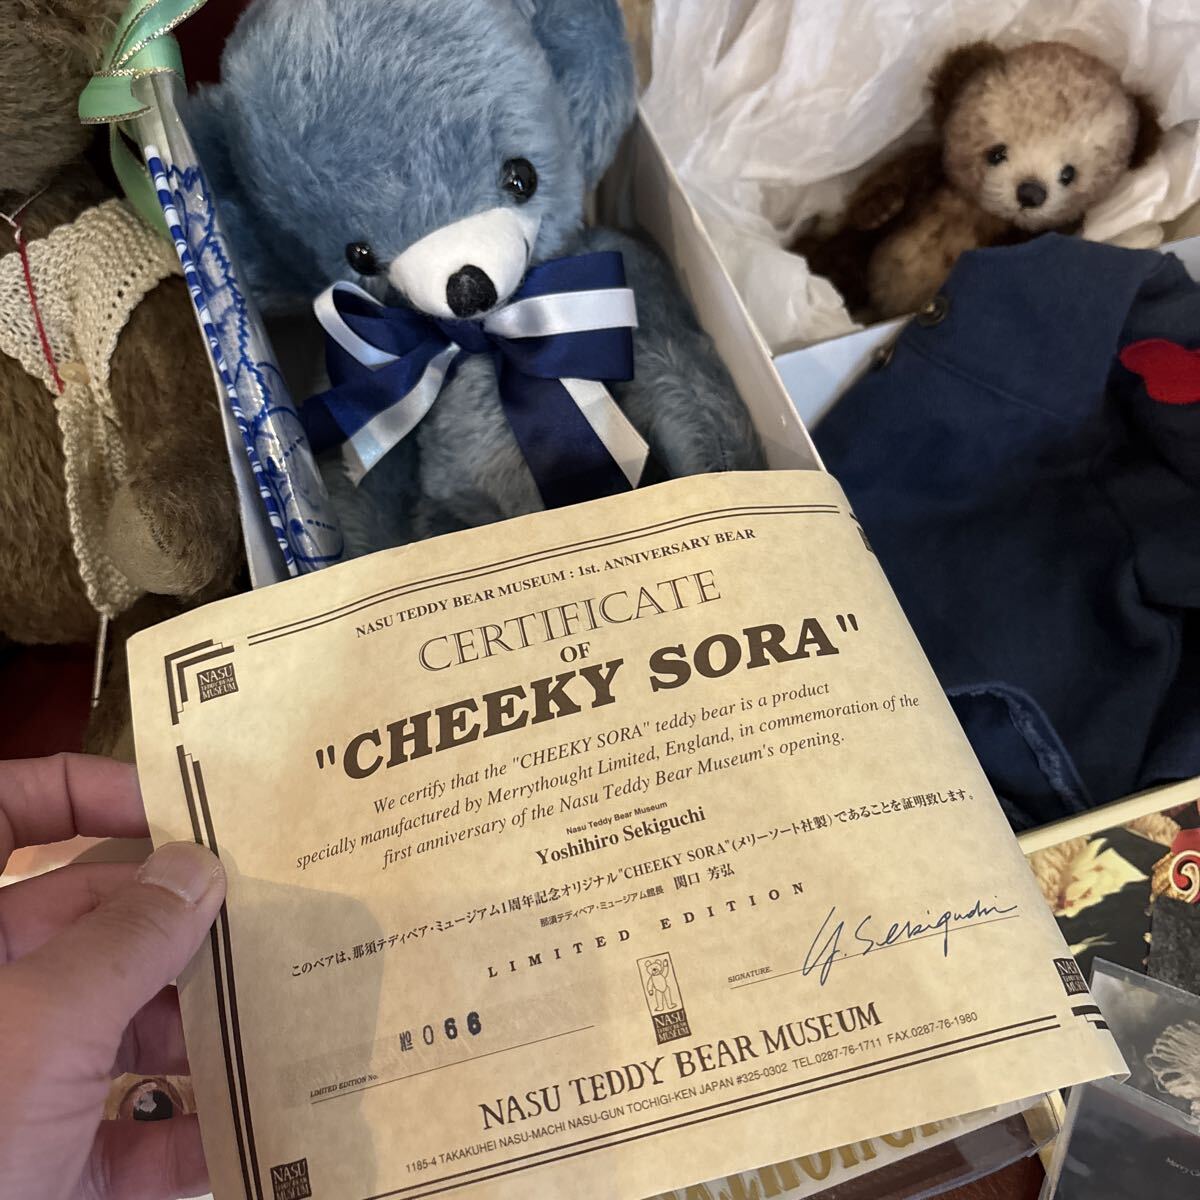 NASU TEDDY BEAR MUSEUM : 1st. ANNIVERSARY BEAR
CERTIFICATE
OF
"CHEEKY SORA"
We certify that the "CHEEKY SORA" teddy bear is a product
specially manufactured by Merrythought Limited, England, in commemoration of the
first anniversary of the Nasu Teddy Bear Museum's opening.
Nasu Teddy Bear Museum
Yoshihiro Sekiguchi
このベアは、那須テディベア・ミュージアム1周年記念オリジナル"CHEEKY SORA"(メリーソート社製)であることを証明致します。
那須テディベア・ミュージアム館長 関口 芳弘
LIMITED EDITION
SIGNATURE. Y. Sekiguchi
LIMITED EDITION No. № 066
NASU TEDDY BEAR MUSEUM
1185-4 TAKAKUHEI NASU-MACHI NASU-GUN TOCHIGI-KEN JAPAN #325-0302 TEL.0287-76-1711 FAX.0287-76-1980
NASU
TEDDY BEAR
MUSEUM
NASU
TEDDY BEAR
MUSEUM
NASU
TEDDY BEAR
MUSEUM
NASU
TEDDY BEAR
MUSEUM